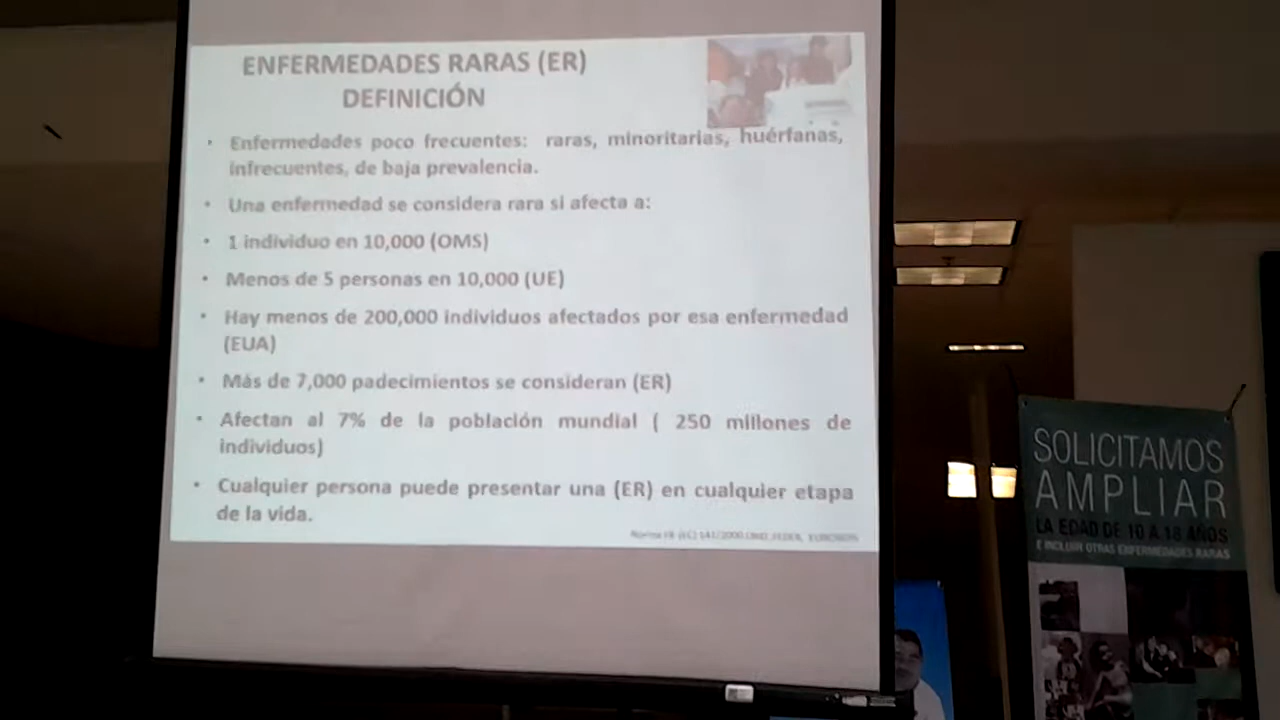 ENFERMEDADES RARAS (ER)
DEFINICIÓN
• Enfermedades poco frecuentes: raras, minoritarias, huérfanas,
infrecuentes, de baja prevalencia.
• Una enfermedad se considera rara si afecta a:
• 1 individuo en 10,000 (OMS)
• Menos de 5 personas en 10,000 (UE)
• Hay menos de 200,000 individuos afectados por esa enfermedad
(EUA)
• Más de 7,000 padecimientos se consideran (ER)
• Afectan al 7% de la población mundial ( 250 millones de
individuos)
• Cualquier persona puede presentar una (ER) en cualquier etapa
de la vida.
SOLICITAMOS
AMPLIAR
LA EDAD DE 10 A 18 AÑOS
E INCLUIR OTRAS ENFERMEDADES RARAS